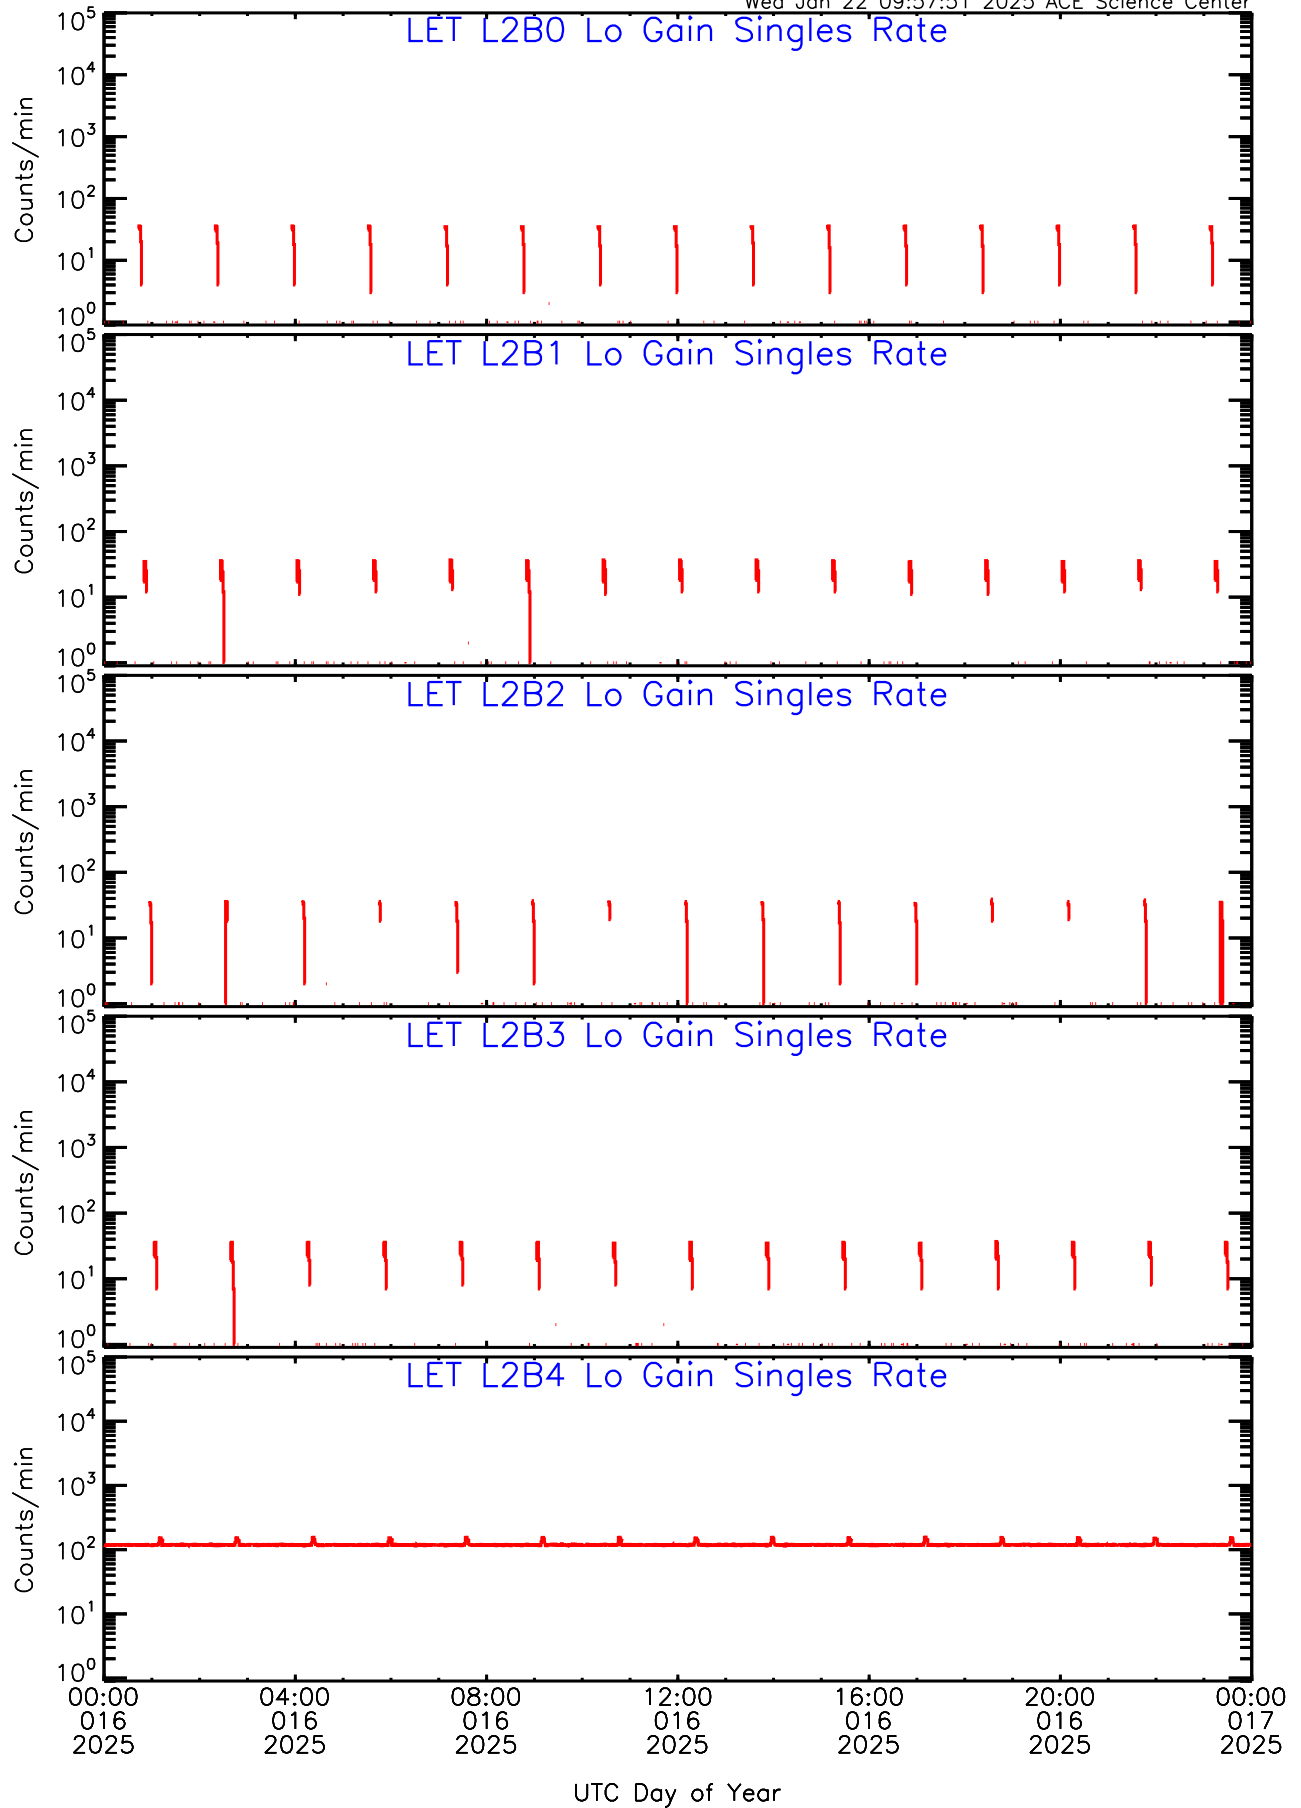 Wed Jan 22 09:57:51 2025 ACE Science Center
LET L2B0 Lo Gain Singles Rate
10^5
10^4
10^3
10^2
10^1
10^0
Counts/min
LET L2B1 Lo Gain Singles Rate
10^5
10^4
10^3
10^2
10^1
10^0
Counts/min
LET L2B2 Lo Gain Singles Rate
10^5
10^4
10^3
10^2
10^1
10^0
Counts/min
LET L2B3 Lo Gain Singles Rate
10^5
10^4
10^3
10^2
10^1
10^0
Counts/min
LET L2B4 Lo Gain Singles Rate
10^5
10^4
10^3
10^2
10^1
10^0
Counts/min
00:00 04:00 08:00 12:00 16:00 20:00 00:00
016 016 016 016 016 016 017
2025 2025 2025 2025 2025 2025 2025
UTC Day of Year